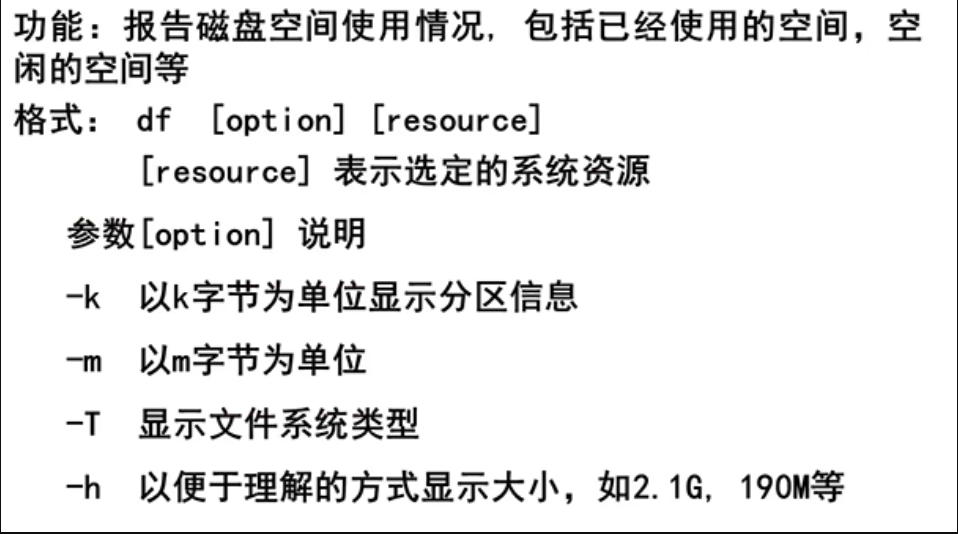 功能：报告磁盘空间使用情况, 包括已经使用的空间，空
闲的空间等
格式： df [option] [resource]
[resource] 表示选定的系统资源
参数[option] 说明
-k 以k字节为单位显示分区信息
-m 以m字节为单位
-T 显示文件系统类型
-h 以便于理解的方式显示大小，如2.1G, 190M等